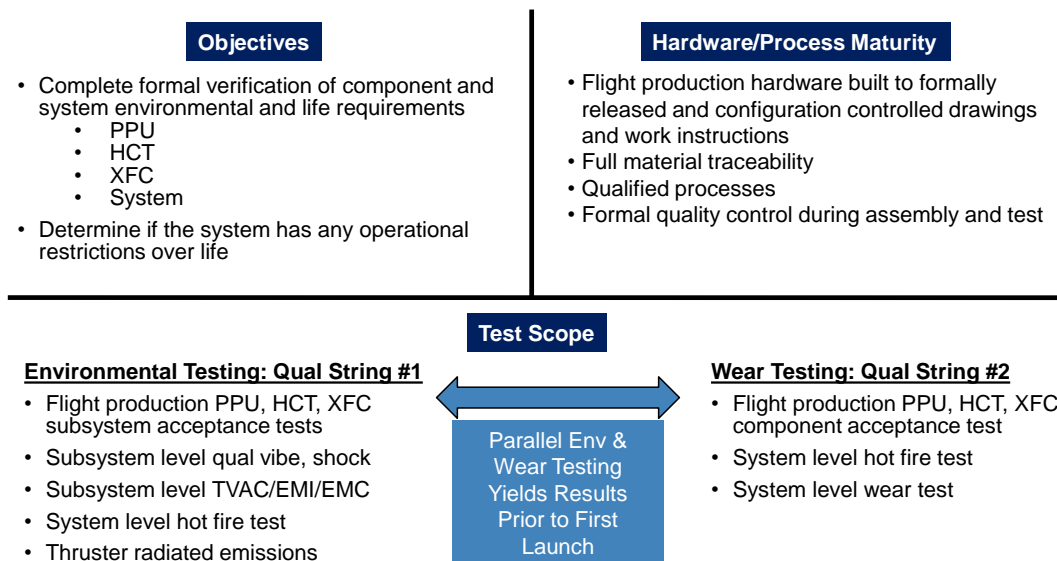 Objectives
• Complete formal verification of component and
system environmental and life requirements
• PPU
• HCT
• XFC
• System
• Determine if the system has any operational
restrictions over life
Hardware/Process Maturity
• Flight production hardware built to formally
released and configuration controlled drawings
and work instructions
• Full material traceability
• Qualified processes
• Formal quality control during assembly and test
Test Scope
Environmental Testing: Qual String #1
• Flight production PPU, HCT, XFC
subsystem acceptance tests
• Subsystem level qual vibe, shock
• Subsystem level TVAC/EMI/EMC
• System level hot fire test
• Thruster radiated emissions
Parallel Env &
Wear Testing
Yields Results
Prior to First
Launch
Wear Testing: Qual String #2
• Flight production PPU, HCT, XFC
component acceptance test
• System level hot fire test
• System level wear test